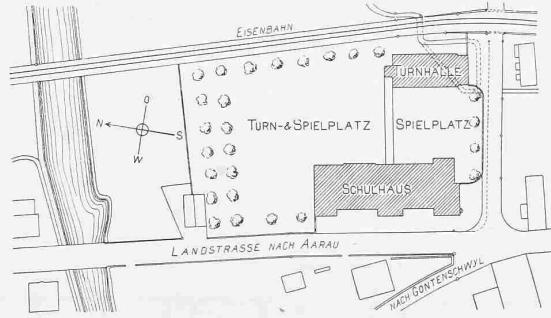 EISENBAHN
TURNHALLE
O
N
S
W
TURN-& SPIELPLATZ
SPIELPLATZ
SCHULHAUS
LANDSTRASSE NACH AARAU
NACH GONTENSCHWYL